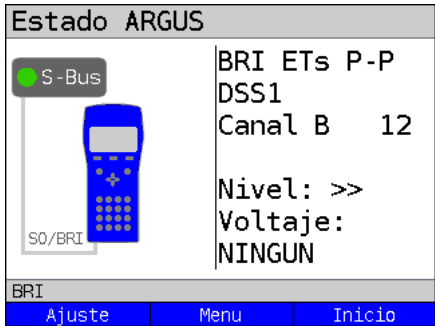 Estado ARGUS
S-Bus
S0/BRI
BRI ETs P-P
DSS1
Canal B 12
Nivel: >>
Voltaje:
NINGUN
BRI
Ajuste Menu Inicio